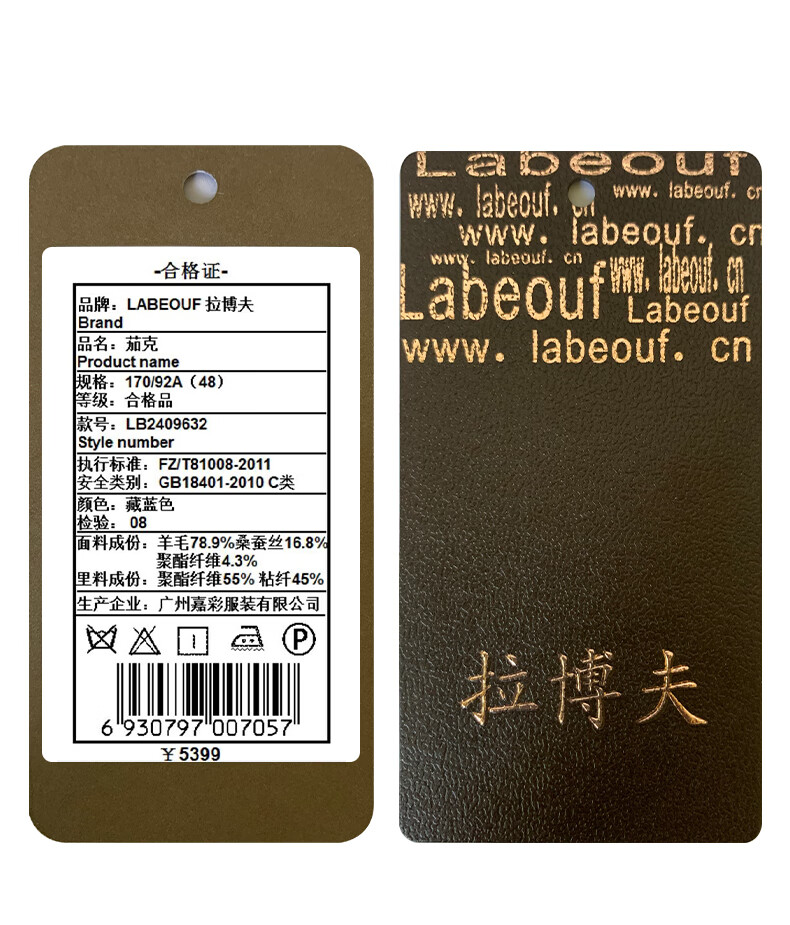 -合格证-
品牌：LABEOUF 拉博夫
Brand
品名：茄克
Product name
规格：170/92A（48）
等级：合格品
款号：LB2409632
Style number
执行标准：FZ/T81008-2011
安全类别：GB18401-2010 C类
颜色：藏蓝色
检验： 08
面料成份：羊毛78.9%桑蚕丝16.8%
聚酯纤维4.3%
里料成份：聚酯纤维55% 粘纤45%
生产企业：广州嘉彩服装有限公司
P
6 930797 007057
￥5399
Labeouf
www. labeouf. cn
www. labeouf. cn
www. labeouf. cn
www. labeouf. cn
Labeouf
www. labeouf. cn
Labeouf
www. labeouf. cn
拉博夫